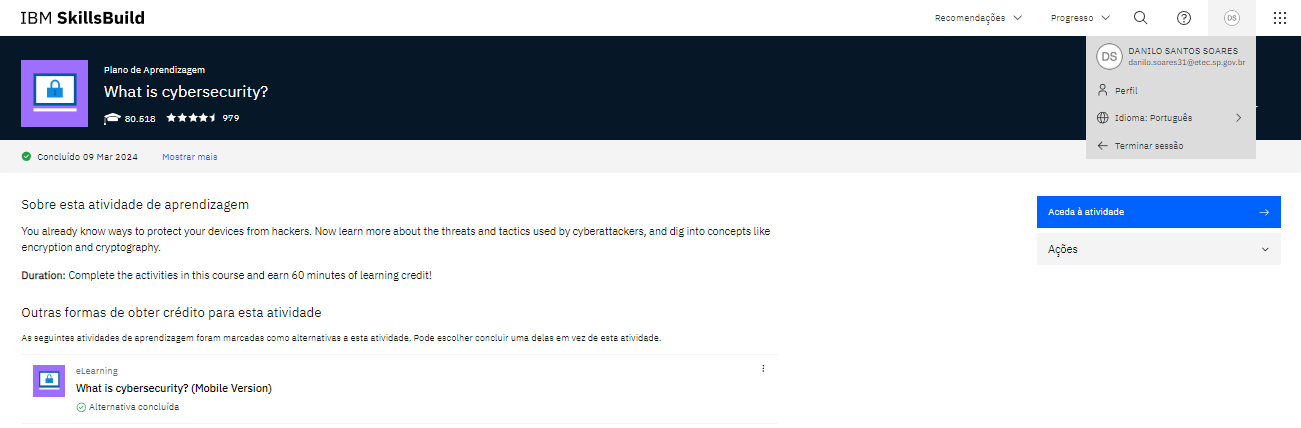 IBM SkillsBuild
Recomendações
Progresso
DS
DS
DANILO SANTOS SOARES
danilo.soares31@etec.sp.gov.br
Perfil
Idioma: Português
Terminar sessão
Plano de Aprendizagem
What is cybersecurity?
80.518
979
Concluído 09 Mar 2024
Mostrar mais
Sobre esta atividade de aprendizagem
You already know ways to protect your devices from hackers. Now learn more about the threats and tactics used by cyberattackers, and dig into concepts like
encryption and cryptography.
Duration: Complete the activities in this course and earn 60 minutes of learning credit!
Aceda à atividade
Ações
Outras formas de obter crédito para esta atividade
As seguintes atividades de aprendizagem foram marcadas como alternativas a esta atividade. Pode escolher concluir uma delas em vez de esta atividade.
eLearning
What is cybersecurity? (Mobile Version)
Alternativa concluída